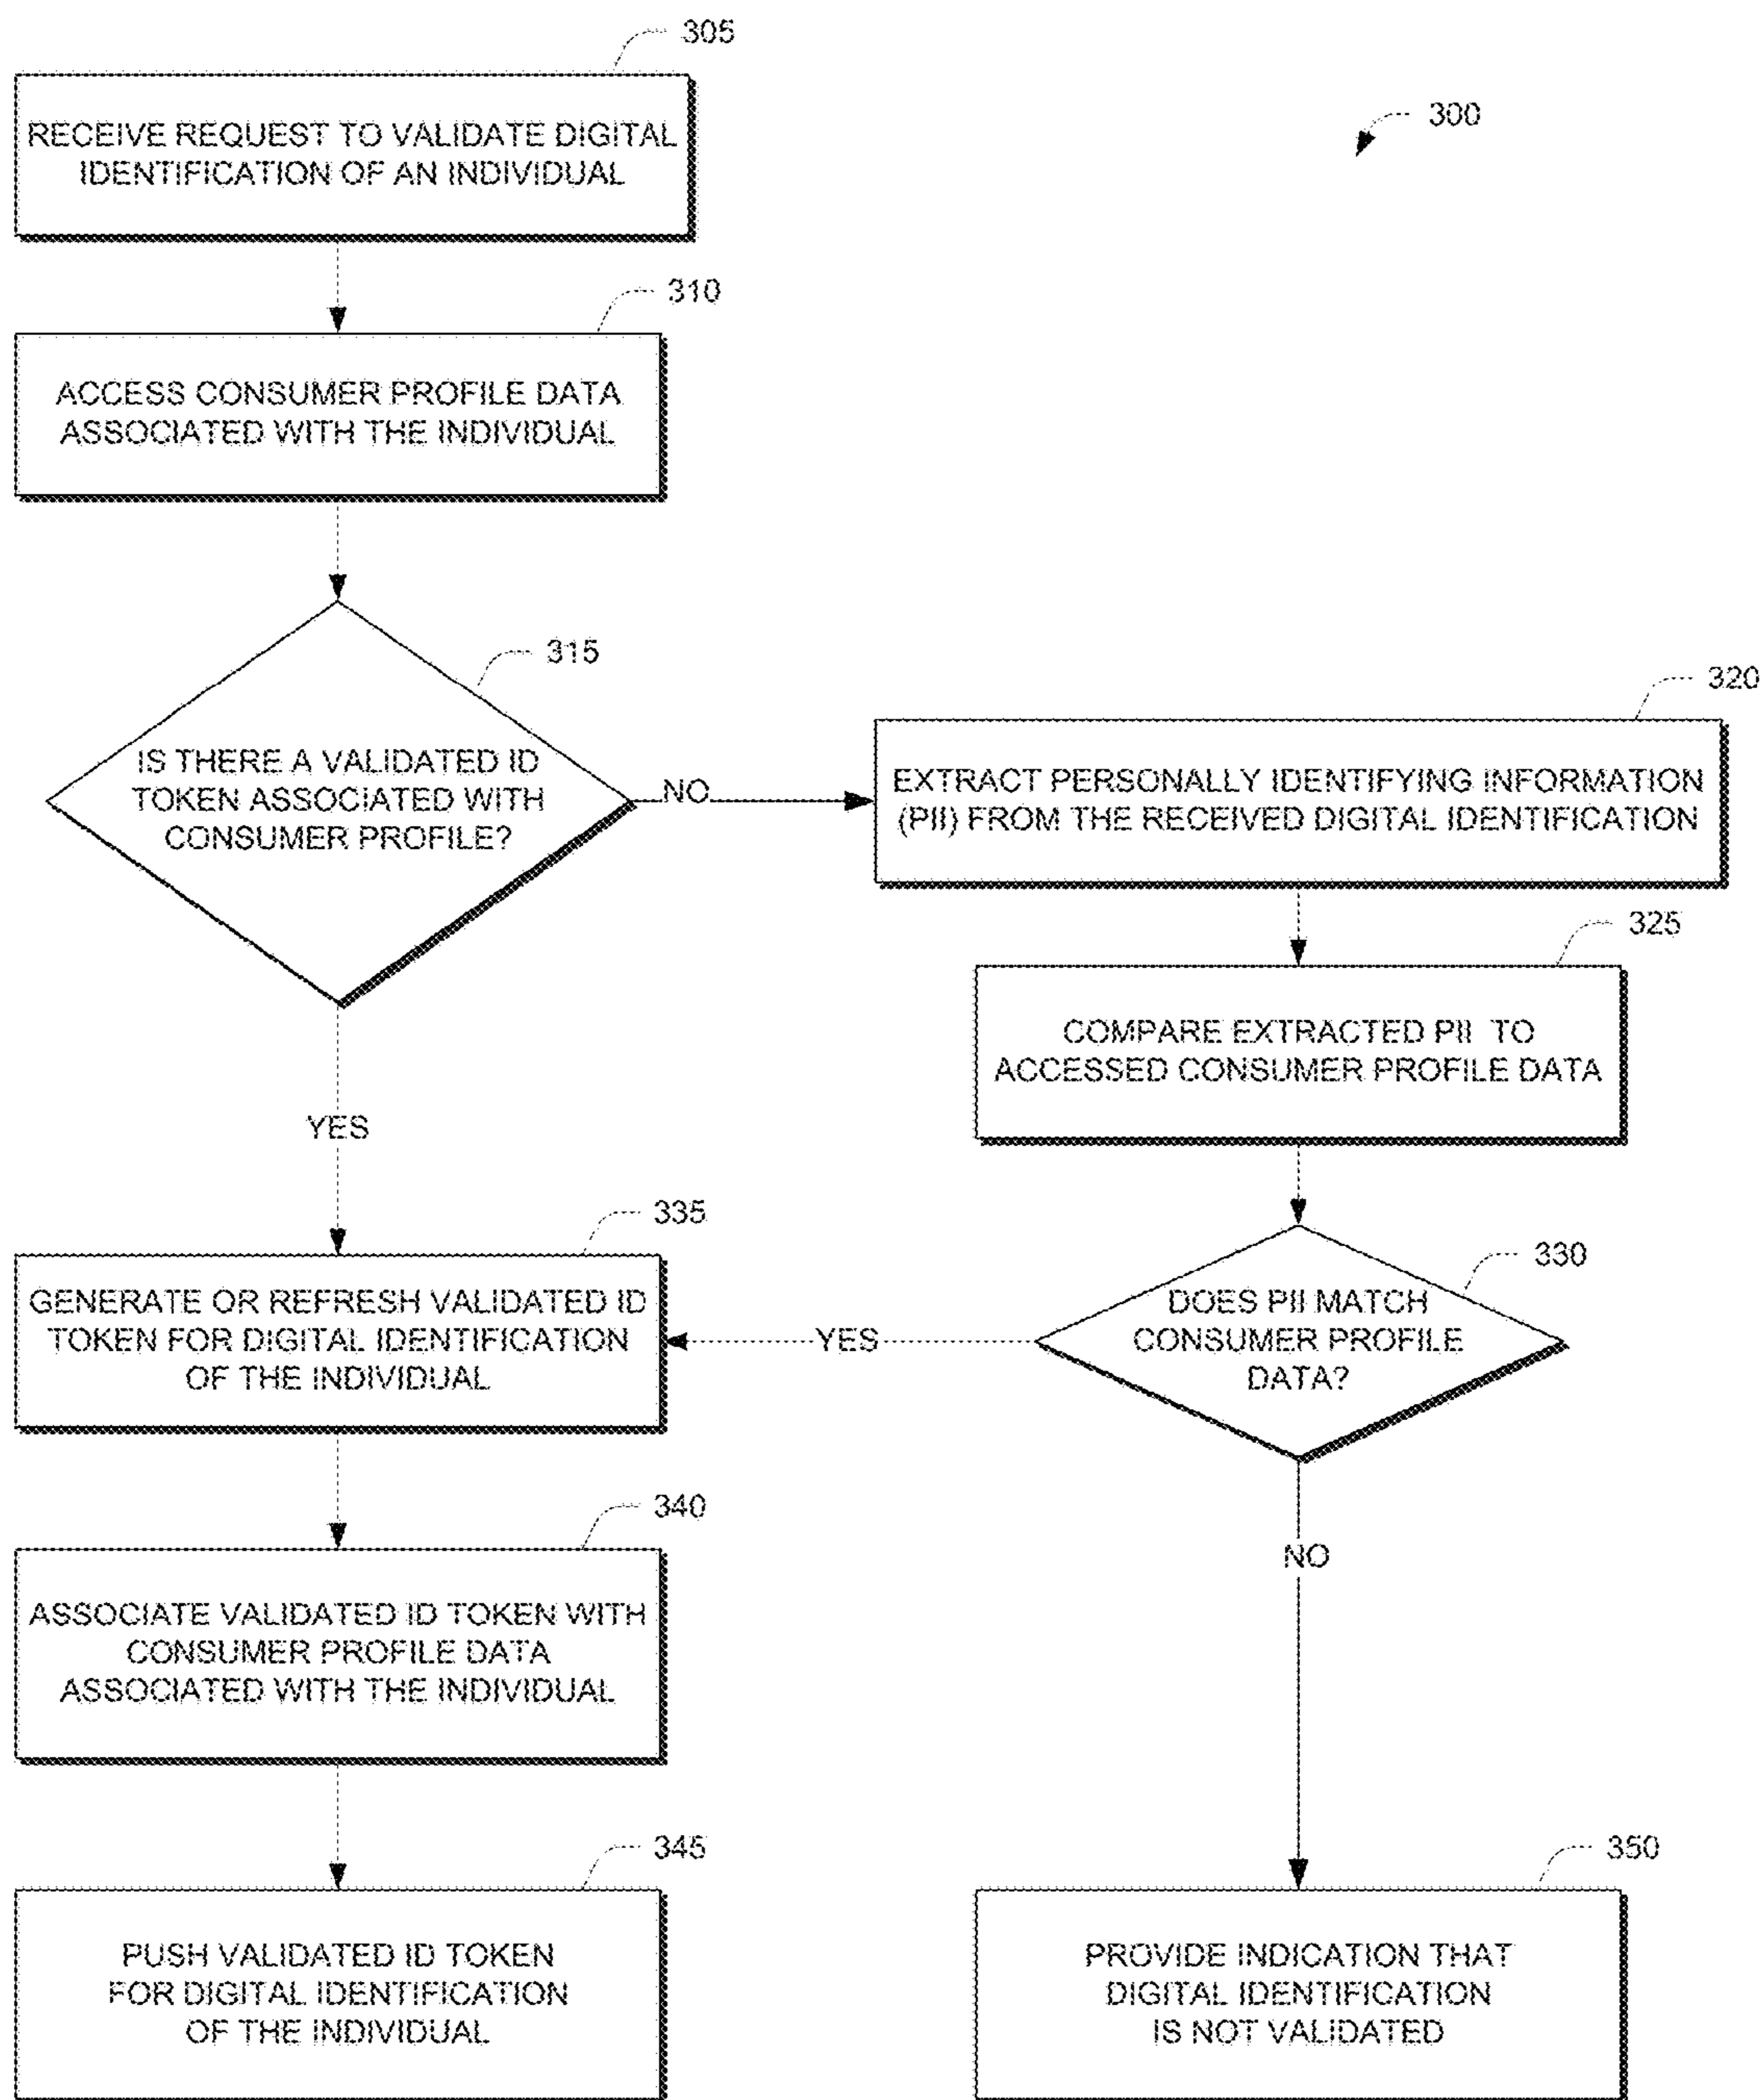 305
RECEIVE REQUEST TO VALIDATE DIGITAL
IDENTIFICATION OF AN INDIVIDUAL
300
310
ACCESS CONSUMER PROFILE DATA
ASSOCIATED WITH THE INDIVIDUAL
315
IS THERE A VALIDATED ID
TOKEN ASSOCIATED WITH
CONSUMER PROFILE?
NO
320
EXTRACT PERSONALLY IDENTIFYING INFORMATION
(PII) FROM THE RECEIVED DIGITAL IDENTIFICATION
325
COMPARE EXTRACTED PII TO
ACCESSED CONSUMER PROFILE DATA
YES
330
DOES PII MATCH
CONSUMER PROFILE
DATA?
YES
335
GENERATE OR REFRESH VALIDATED ID
TOKEN FOR DIGITAL IDENTIFICATION
OF THE INDIVIDUAL
NO
340
ASSOCIATE VALIDATED ID TOKEN WITH
CONSUMER PROFILE DATA
ASSOCIATED WITH THE INDIVIDUAL
345
PUSH VALIDATED ID TOKEN
FOR DIGITAL IDENTIFICATION
OF THE INDIVIDUAL
350
PROVIDE INDICATION THAT
DIGITAL IDENTIFICATION
IS NOT VALIDATED